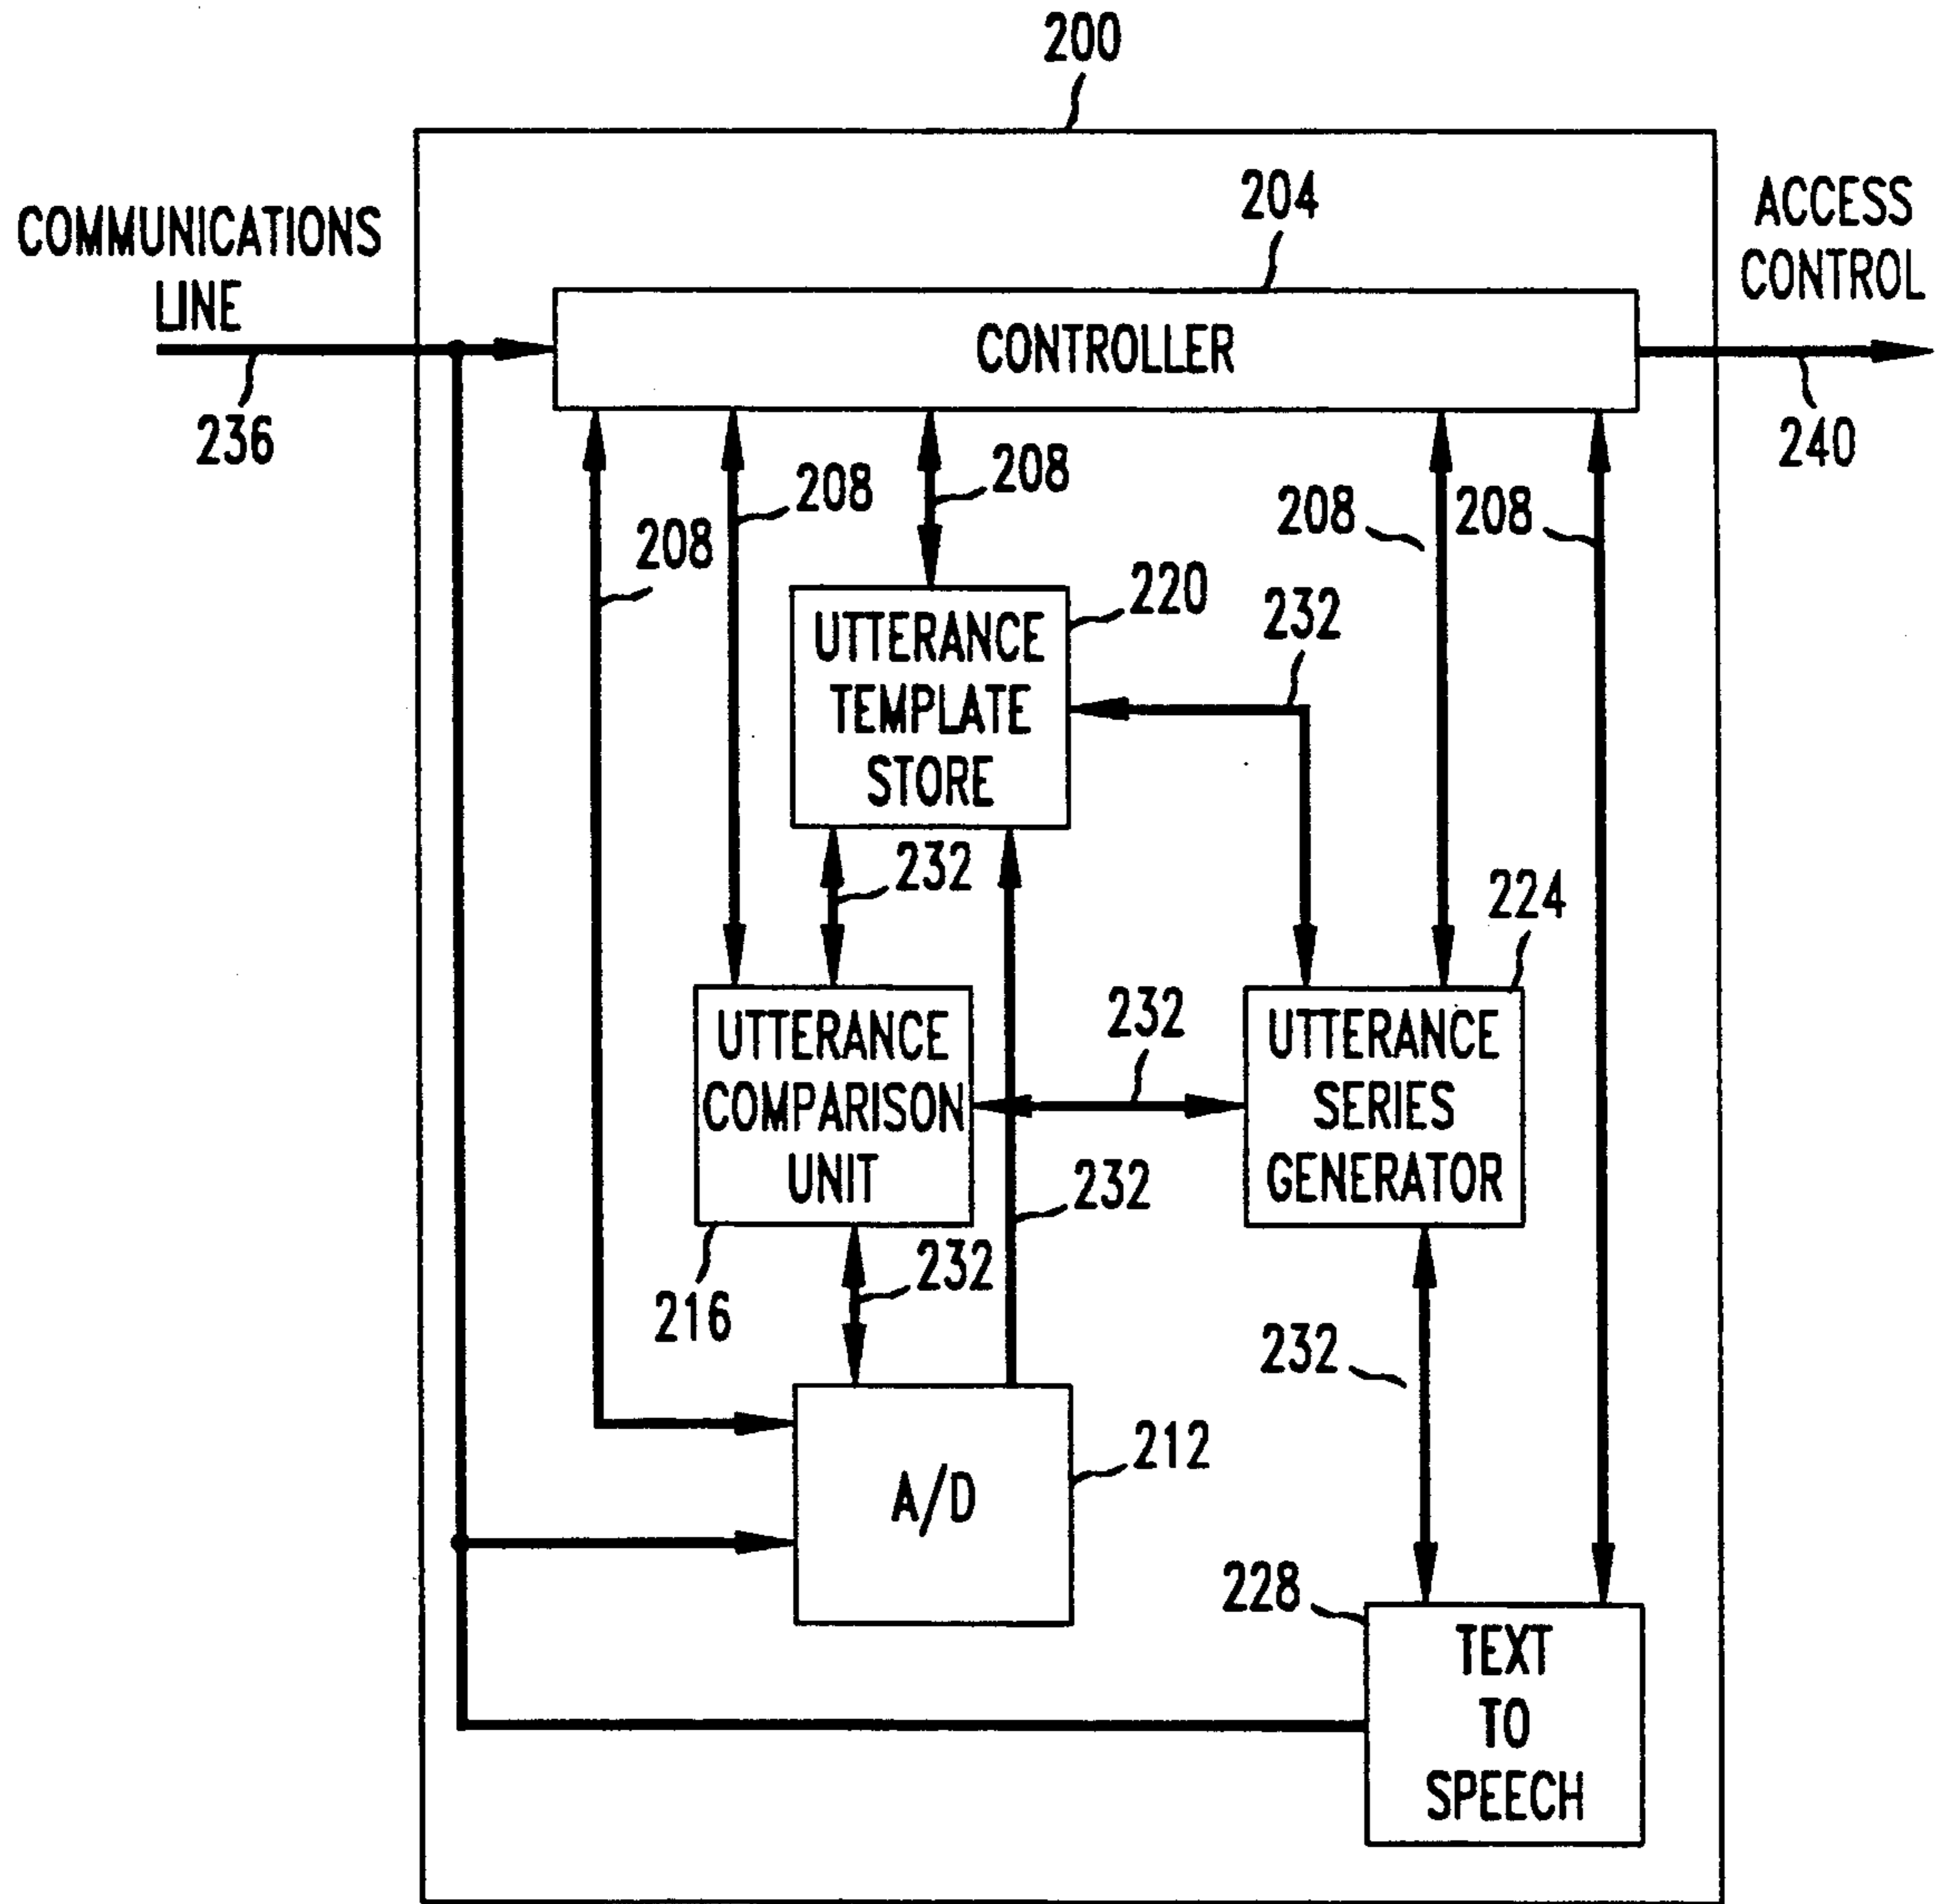 200
COMMUNICATIONS
LINE
236
204
CONTROLLER
ACCESS
CONTROL
240
208
208
208
208
208
UTTERANCE
TEMPLATE
STORE
220
232
232
224
UTTERANCE
COMPARISON
UNIT
232
UTTERANCE
SERIES
GENERATOR
232
216
232
232
A/D
212
228
TEXT
TO
SPEECH